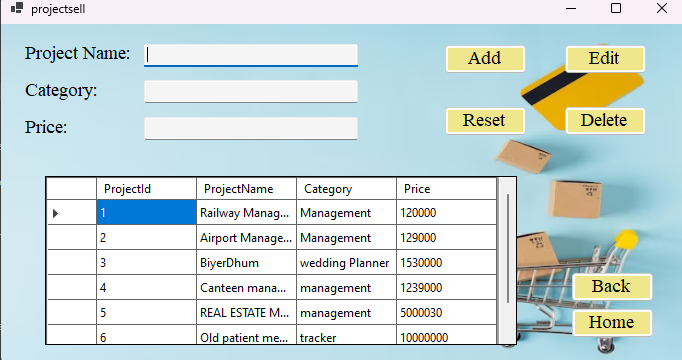 projectsell
Project Name:
Add
Edit
Category:
Price:
Reset
Delete
ProjectId ProjectName Category Price
1 Railway Manag... Management 120000
2 Airport Manage... Management 129000
3 BiyerDhum wedding Planner 1530000
4 Canteen mana... management 1239000
5 REAL ESTATE M... management 5000030
6 Old patient me... tracker 10000000
Back
Home